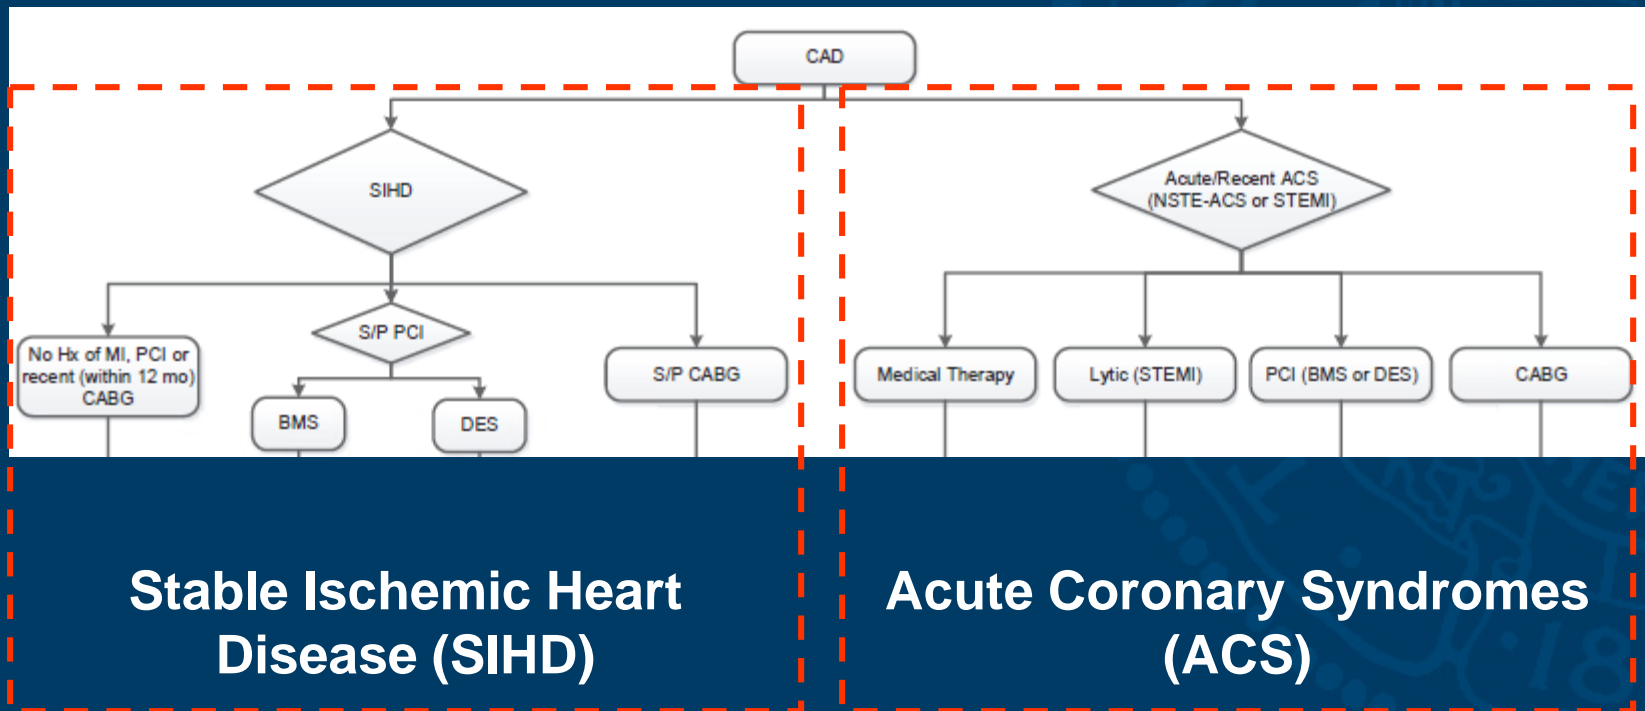 CAD
SIHD
Acute/Recent ACS
(NSTE-ACS or STEMI)
No Hx of MI, PCI or
recent (within 12 mo)
CABG
S/P PCI
S/P CABG
BMS
DES
Medical Therapy
Lytic (STEMI)
PCI (BMS or DES)
CABG
Stable Ischemic Heart
Disease (SIHD)
Acute Coronary Syndromes
(ACS)